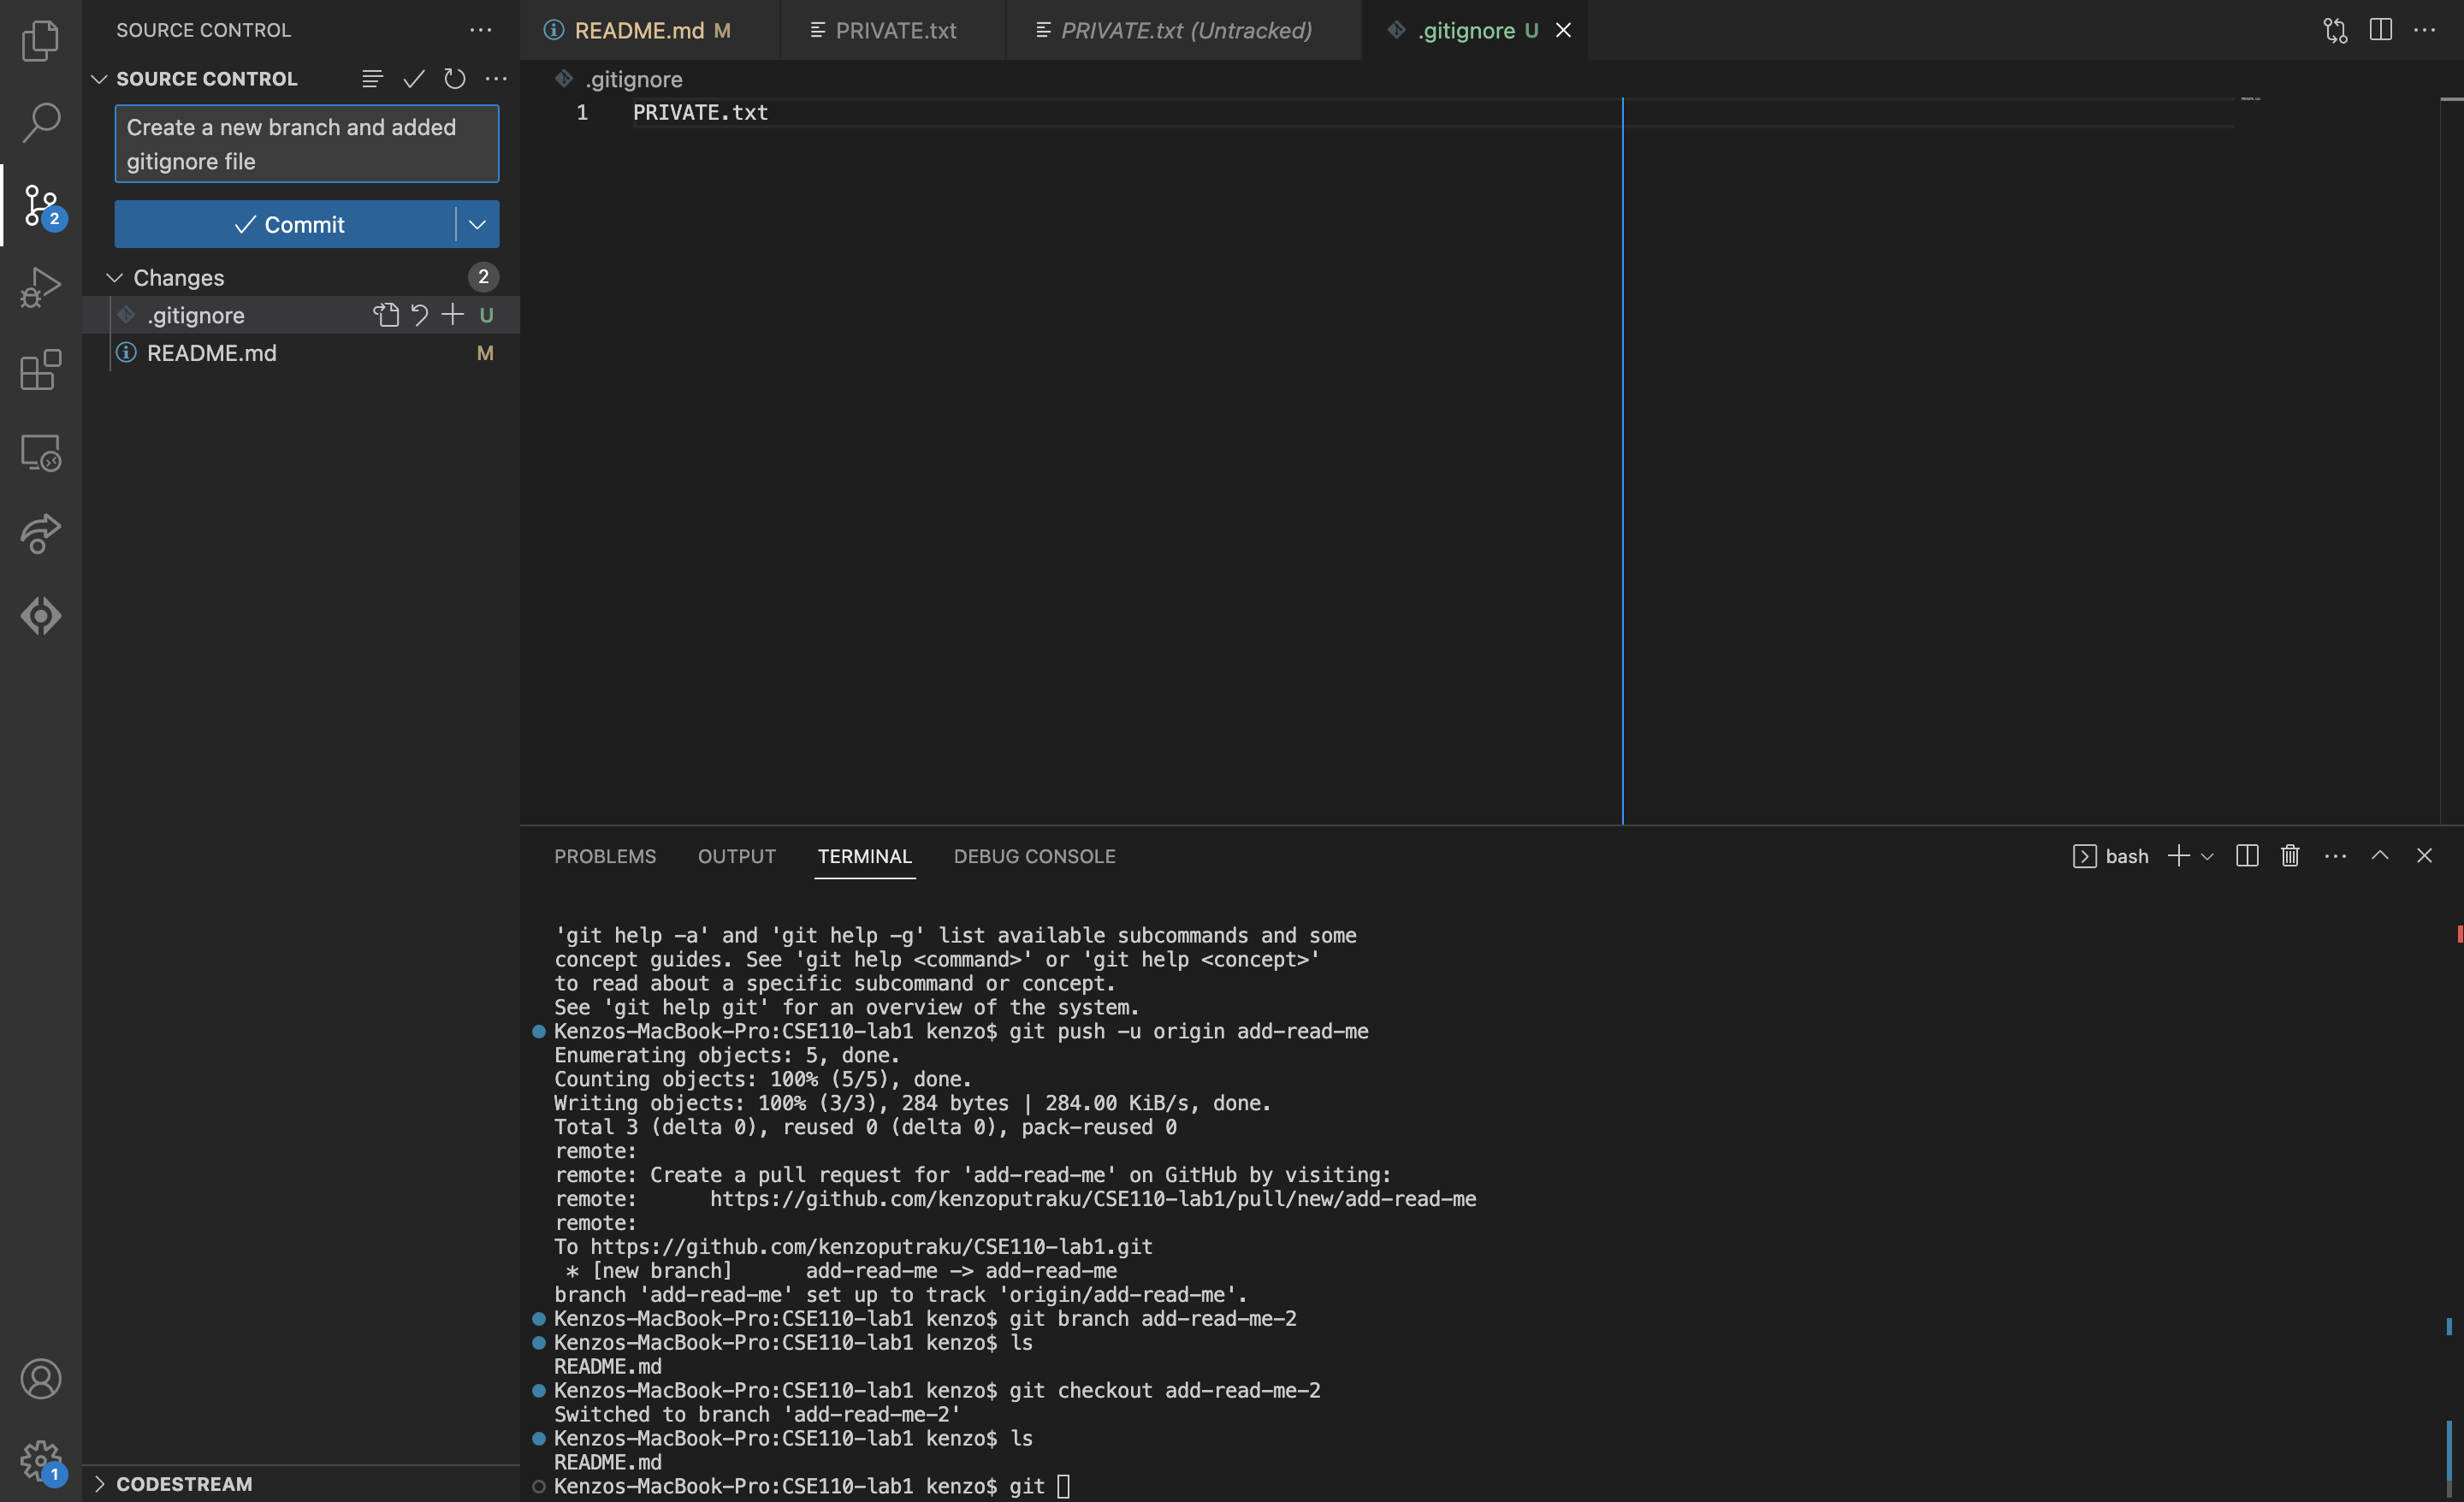 SOURCE CONTROL
SOURCE CONTROL
Create a new branch and added
gitignore file
Commit
Changes 2
.gitignore U
README.md M
2
1
CODESTREAM
README.md M
PRIVATE.txt
PRIVATE.txt (Untracked)
.gitignore U
.gitignore
1 PRIVATE.txt
PROBLEMS OUTPUT TERMINAL DEBUG CONSOLE
bash
'git help -a' and 'git help -g' list available subcommands and some
concept guides. See 'git help <command>' or 'git help <concept>'
to read about a specific subcommand or concept.
See 'git help git' for an overview of the system.
Kenzos-MacBook-Pro:CSE110-lab1 kenzo$ git push -u origin add-read-me
Enumerating objects: 5, done.
Counting objects: 100% (5/5), done.
Writing objects: 100% (3/3), 284 bytes | 284.00 KiB/s, done.
Total 3 (delta 0), reused 0 (delta 0), pack-reused 0
remote:
remote: Create a pull request for 'add-read-me' on GitHub by visiting:
remote:      https://github.com/kenzoputraku/CSE110-lab1/pull/new/add-read-me
remote:
To https://github.com/kenzoputraku/CSE110-lab1.git
 * [new branch]      add-read-me -> add-read-me
branch 'add-read-me' set up to track 'origin/add-read-me'.
Kenzos-MacBook-Pro:CSE110-lab1 kenzo$ git branch add-read-me-2
Kenzos-MacBook-Pro:CSE110-lab1 kenzo$ ls
README.md
Kenzos-MacBook-Pro:CSE110-lab1 kenzo$ git checkout add-read-me-2
Switched to branch 'add-read-me-2'
Kenzos-MacBook-Pro:CSE110-lab1 kenzo$ ls
README.md
Kenzos-MacBook-Pro:CSE110-lab1 kenzo$ git